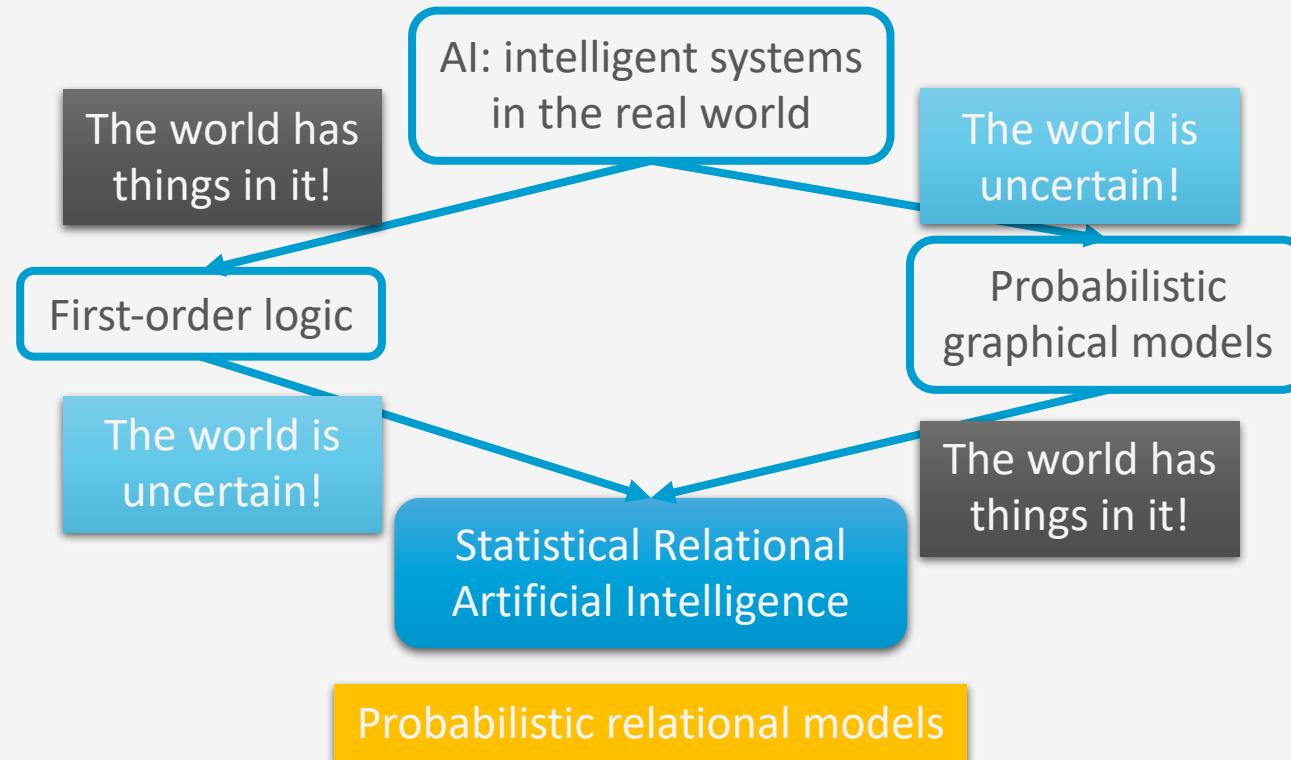 AI: intelligent systems
in the real world
The world has
things in it!
The world is
uncertain!
First-order logic
Probabilistic
graphical models
The world is
uncertain!
The world has
things in it!
Statistical Relational
Artificial Intelligence
Probabilistic relational models